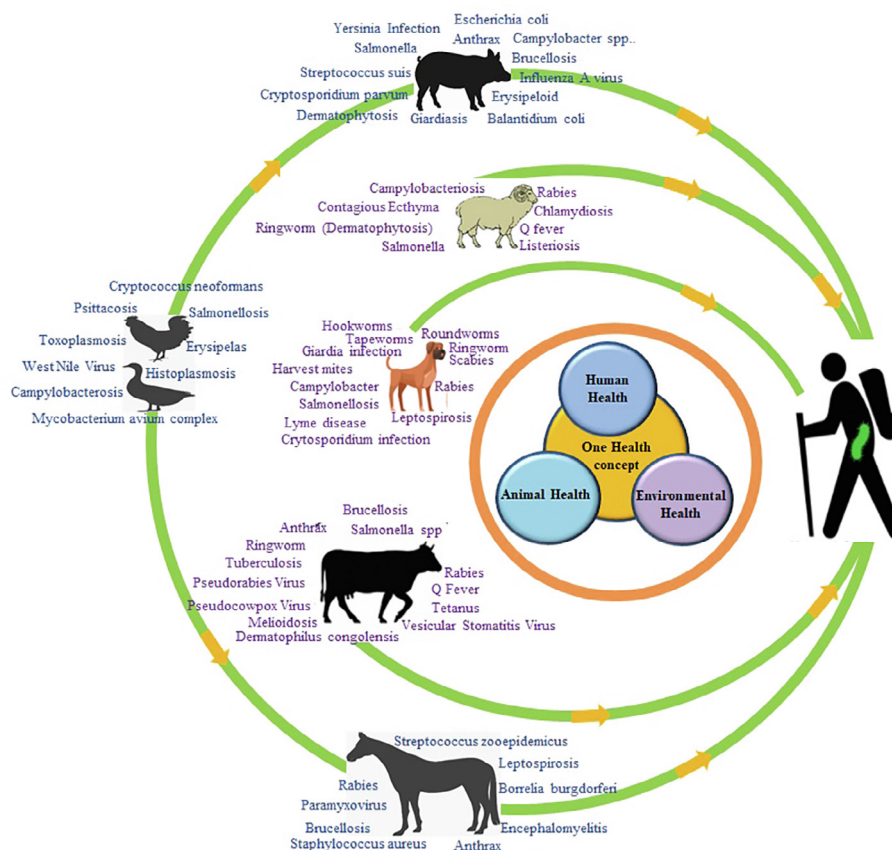 Escherichia coli
Yersinia Infection
Anthrax
Campylobacter spp..
Salmonella
Brucellosis
Streptococcus suis
Influenza A virus
Cryptosporidium parvum
Erysipeloid
Dermatophytosis
Giardiasis
Balantidium coli
Campylobacteriosis
Rabies
Contagious Ecthyma
Chlamydiosis
Ringworm (Dermatophytosis)
Q fever
Salmonella
Listeriosis
Cryptococcus neoformans
Psittacosis
Salmonellosis
Toxoplasmosis
Erysipelas
West Nile Virus
Histoplasmosis
Campylobacterosis
Mycobacterium avium complex
Hookworms
Roundworms
Tapeworms
Ringworm
Giardia infection
Scabies
Harvest mites
Campylobacter
Rabies
Salmonellosis
Leptospirosis
Lyme disease
Crytosporidium infection
Human
Health
One Health
concept
Animal Health
Environmental
Health
Brucellosis
Anthrax
Salmonella spp
Ringworm
Tuberculosis
Rabies
Pseudorabies Virus
Q Fever
Pseudocowpox Virus
Tetanus
Melioidosis
Vesicular Stomatitis Virus
Dermatophilus congolensis
Streptococcus zooepidemicus
Leptospirosis
Rabies
Borrelia burgdorferi
Paramyxovirus
Brucellosis
Encephalomyelitis
Staphylococcus aureus
Anthrax